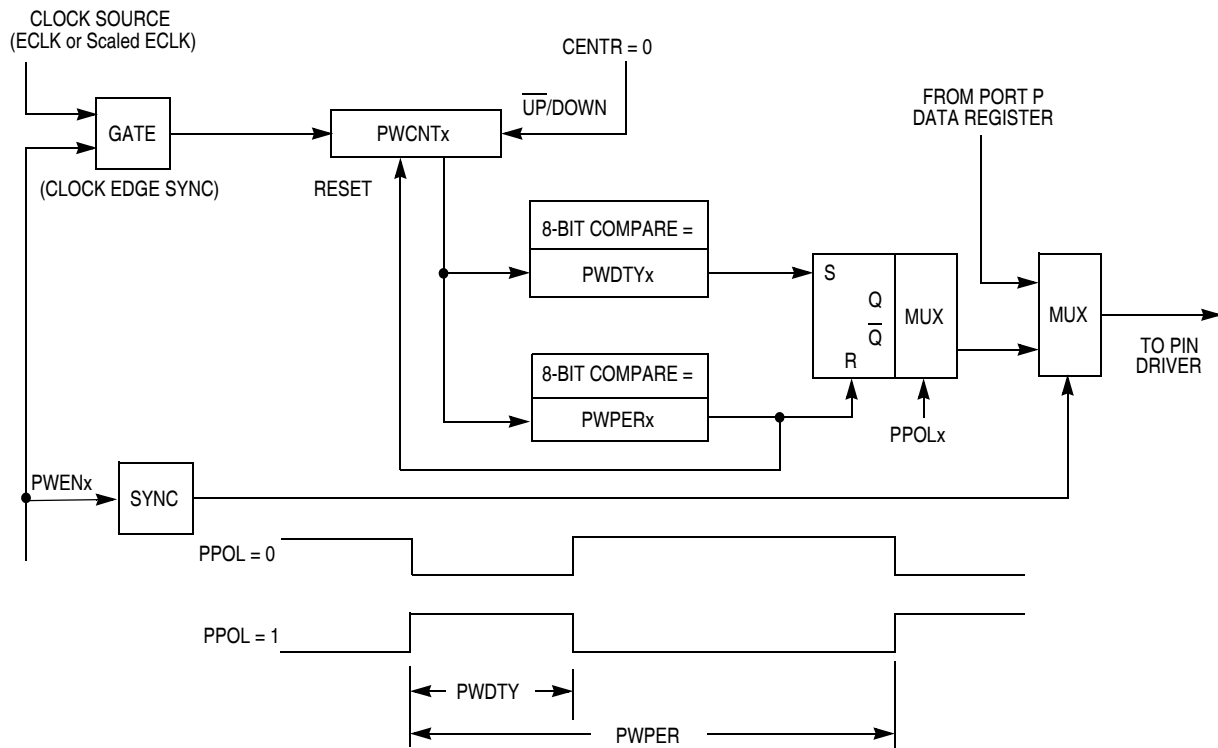 CLOCK SOURCE
(ECLK or Scaled ECLK)
CENTR = 0
U̅P̅/DOWN
FROM PORT P
DATA REGISTER
GATE
PWCNTx
(CLOCK EDGE SYNC)
RESET
8-BIT COMPARE =
PWDTYx
S
Q
Q̅
R
MUX
MUX
TO PIN
DRIVER
8-BIT COMPARE =
PWPERx
PPOLx
PWENx
SYNC
PPOL = 0
PPOL = 1
PWDTY
PWPER